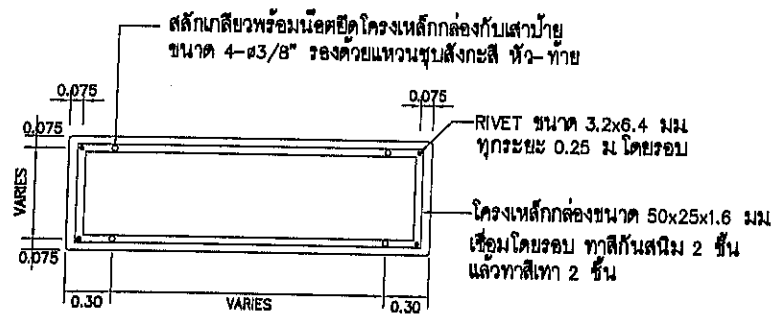 สลักเกลียวพร้อมน๊อตยึดโครงเหล็กกล่องกับเสาป้าย
ขนาด 4-ø3/8" รองด้วยแหวนชุบสังกะสี หัว-ท้าย
0.075
0.075
0.075
RIVET ขนาด 3.2x6.4 มม.
ทุกระยะ 0.25 ม.โดยรอบ
VARIES
โครงเหล็กกล่องขนาด 50x25x1.6 มม.
เชื่อมโดยรอบ ทาสีกันสนิม 2 ชั้น
แล้วทาสีเทา 2 ชั้น
0.075
0.30
VARIES
0.30